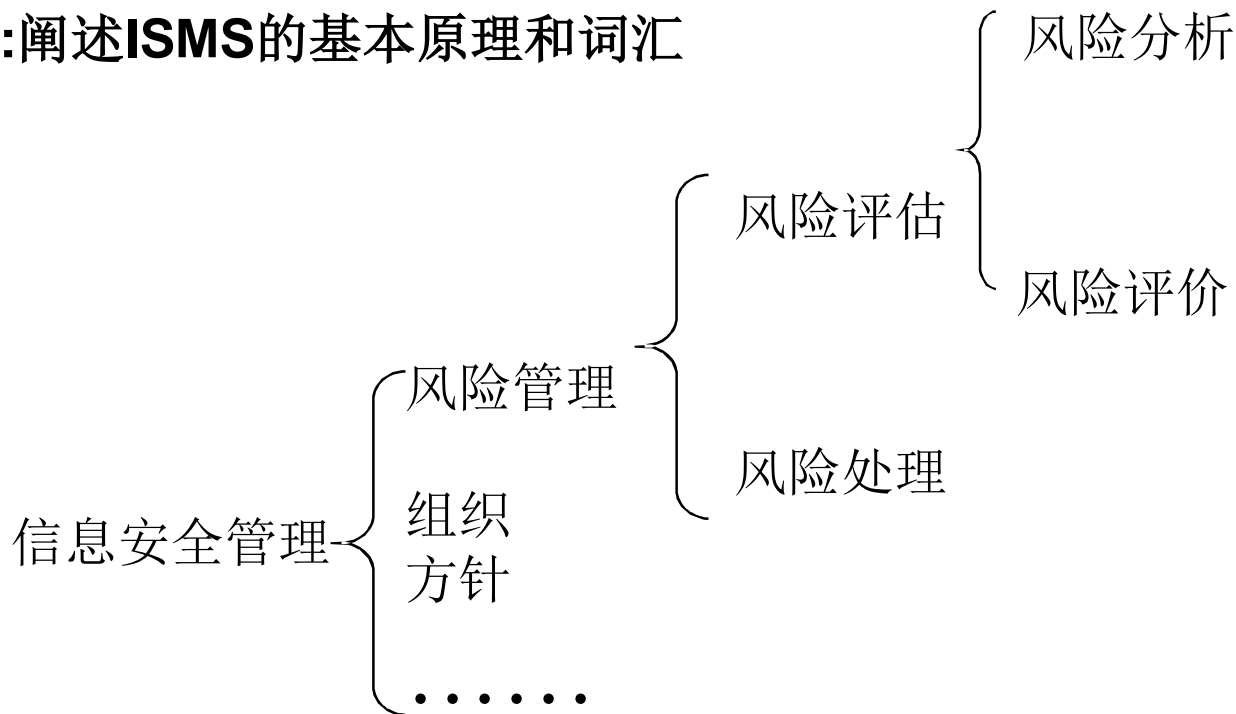 :阐述ISMS的基本原理和词汇
风险分析
风险评估
风险评价
风险管理
风险处理
组织
信息安全管理
方针
······